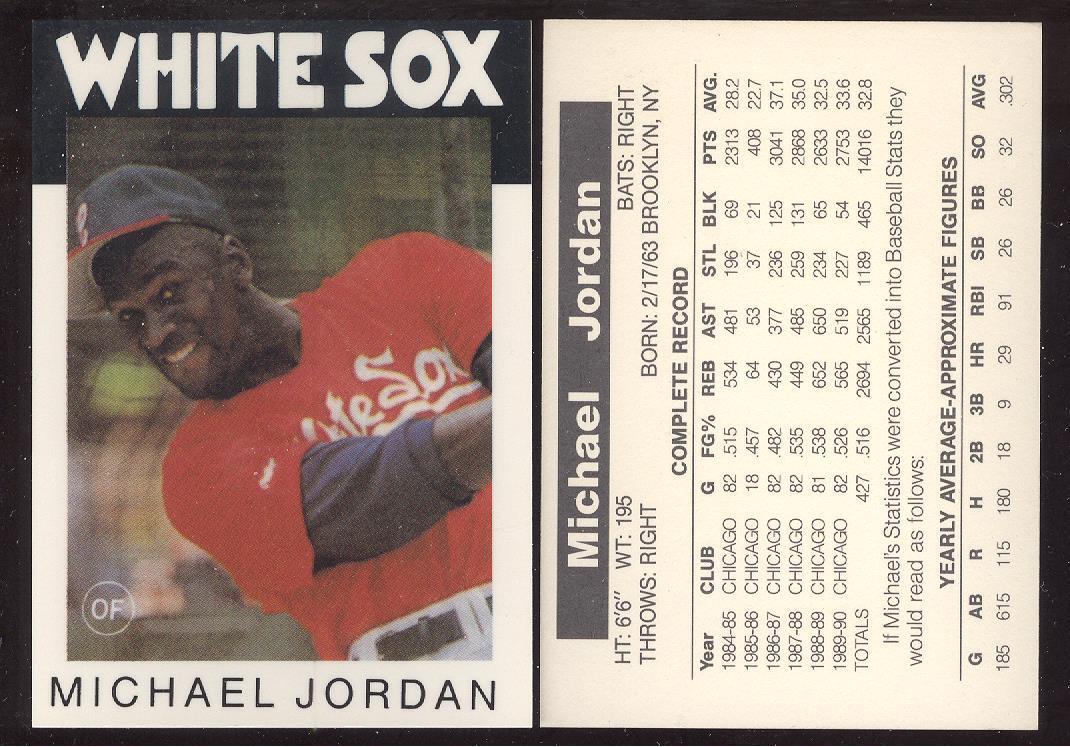 WHITE SOX
White Sox
OF
MICHAEL JORDAN
Michael Jordan
HT: 6'6" WT: 195 BATS: RIGHT
THROWS: RIGHT BORN: 2/17/63 BROOKLYN, NY
COMPLETE RECORD
Year CLUB G FG% REB AST STL BLK PTS AVG.
1984-85 CHICAGO 82 .515 534 481 196 69 2313 28.2
1985-86 CHICAGO 18 .457 64 53 37 21 408 22.7
1986-87 CHICAGO 82 .482 430 377 236 125 3041 37.1
1987-88 CHICAGO 82 .535 449 485 259 131 2868 35.0
1988-89 CHICAGO 81 .538 652 650 234 65 2633 32.5
1989-90 CHICAGO 82 .526 565 519 227 54 2753 33.6
TOTALS 427 .516 2694 2565 1189 465 14016 32.8
If Michael's Statistics were converted into Baseball Stats they
would read as follows:
YEARLY AVERAGE-APPROXIMATE FIGURES
G AB R H 2B 3B HR RBI SB BB SO AVG
185 615 115 180 18 9 29 91 26 26 32 .302